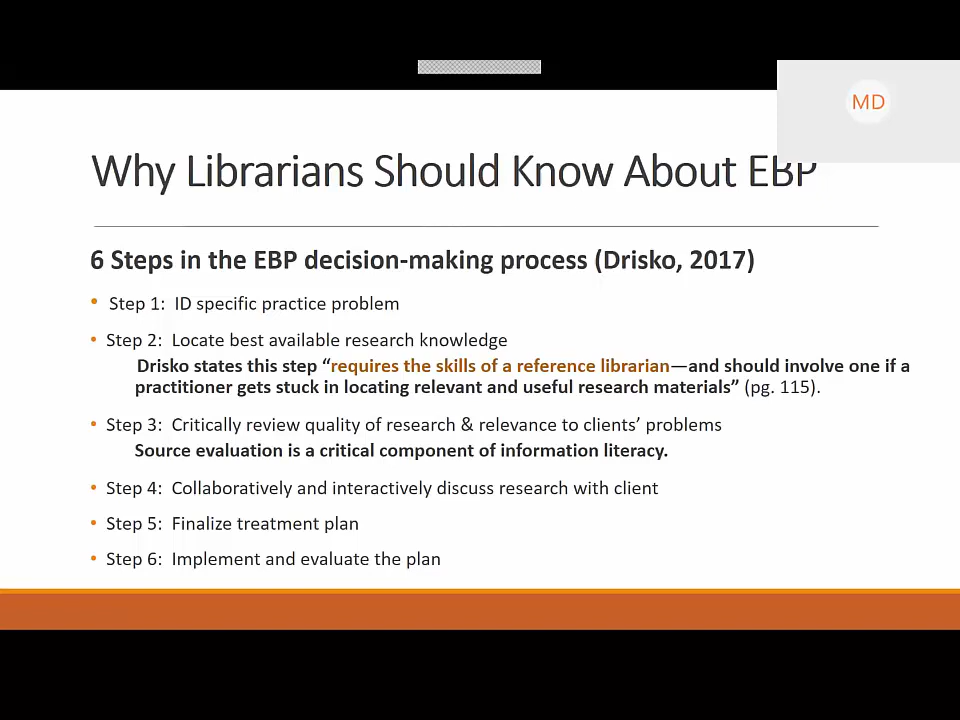 MD
Why Librarians Should Know About EBP
6 Steps in the EBP decision-making process (Drisko, 2017)
• Step 1: ID specific practice problem
• Step 2: Locate best available research knowledge
Drisko states this step “requires the skills of a reference librarian—and should involve one if a
practitioner gets stuck in locating relevant and useful research materials” (pg. 115).
• Step 3: Critically review quality of research & relevance to clients’ problems
Source evaluation is a critical component of information literacy.
• Step 4: Collaboratively and interactively discuss research with client
• Step 5: Finalize treatment plan
• Step 6: Implement and evaluate the plan